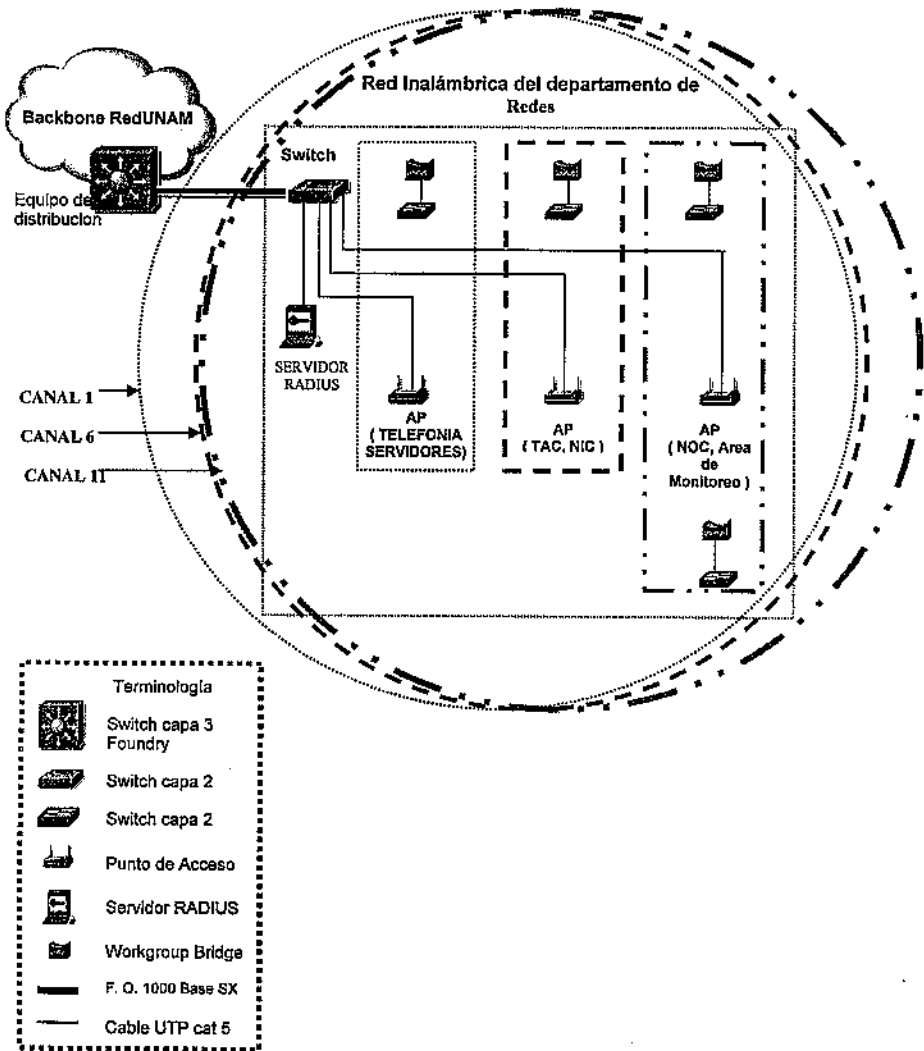 Red Inalámbrica del departamento de
Redes
Backbone RedUNAM
Switch
Equipo de
distribucion
SERVIDOR
RADIUS
CANAL 1
CANAL 6
CANAL 11
AP
( TELEFONIA
SERVIDORES)
AP
( TAC, NIC )
AP
( NOC, Area
de
Monitoreo )
Terminología
Switch capa 3
Foundry
Switch capa 2
Switch capa 2
Punto de Acceso
Servidor RADIUS
Workgroup Bridge
F. O. 1000 Base SX
Cable UTP cat 5